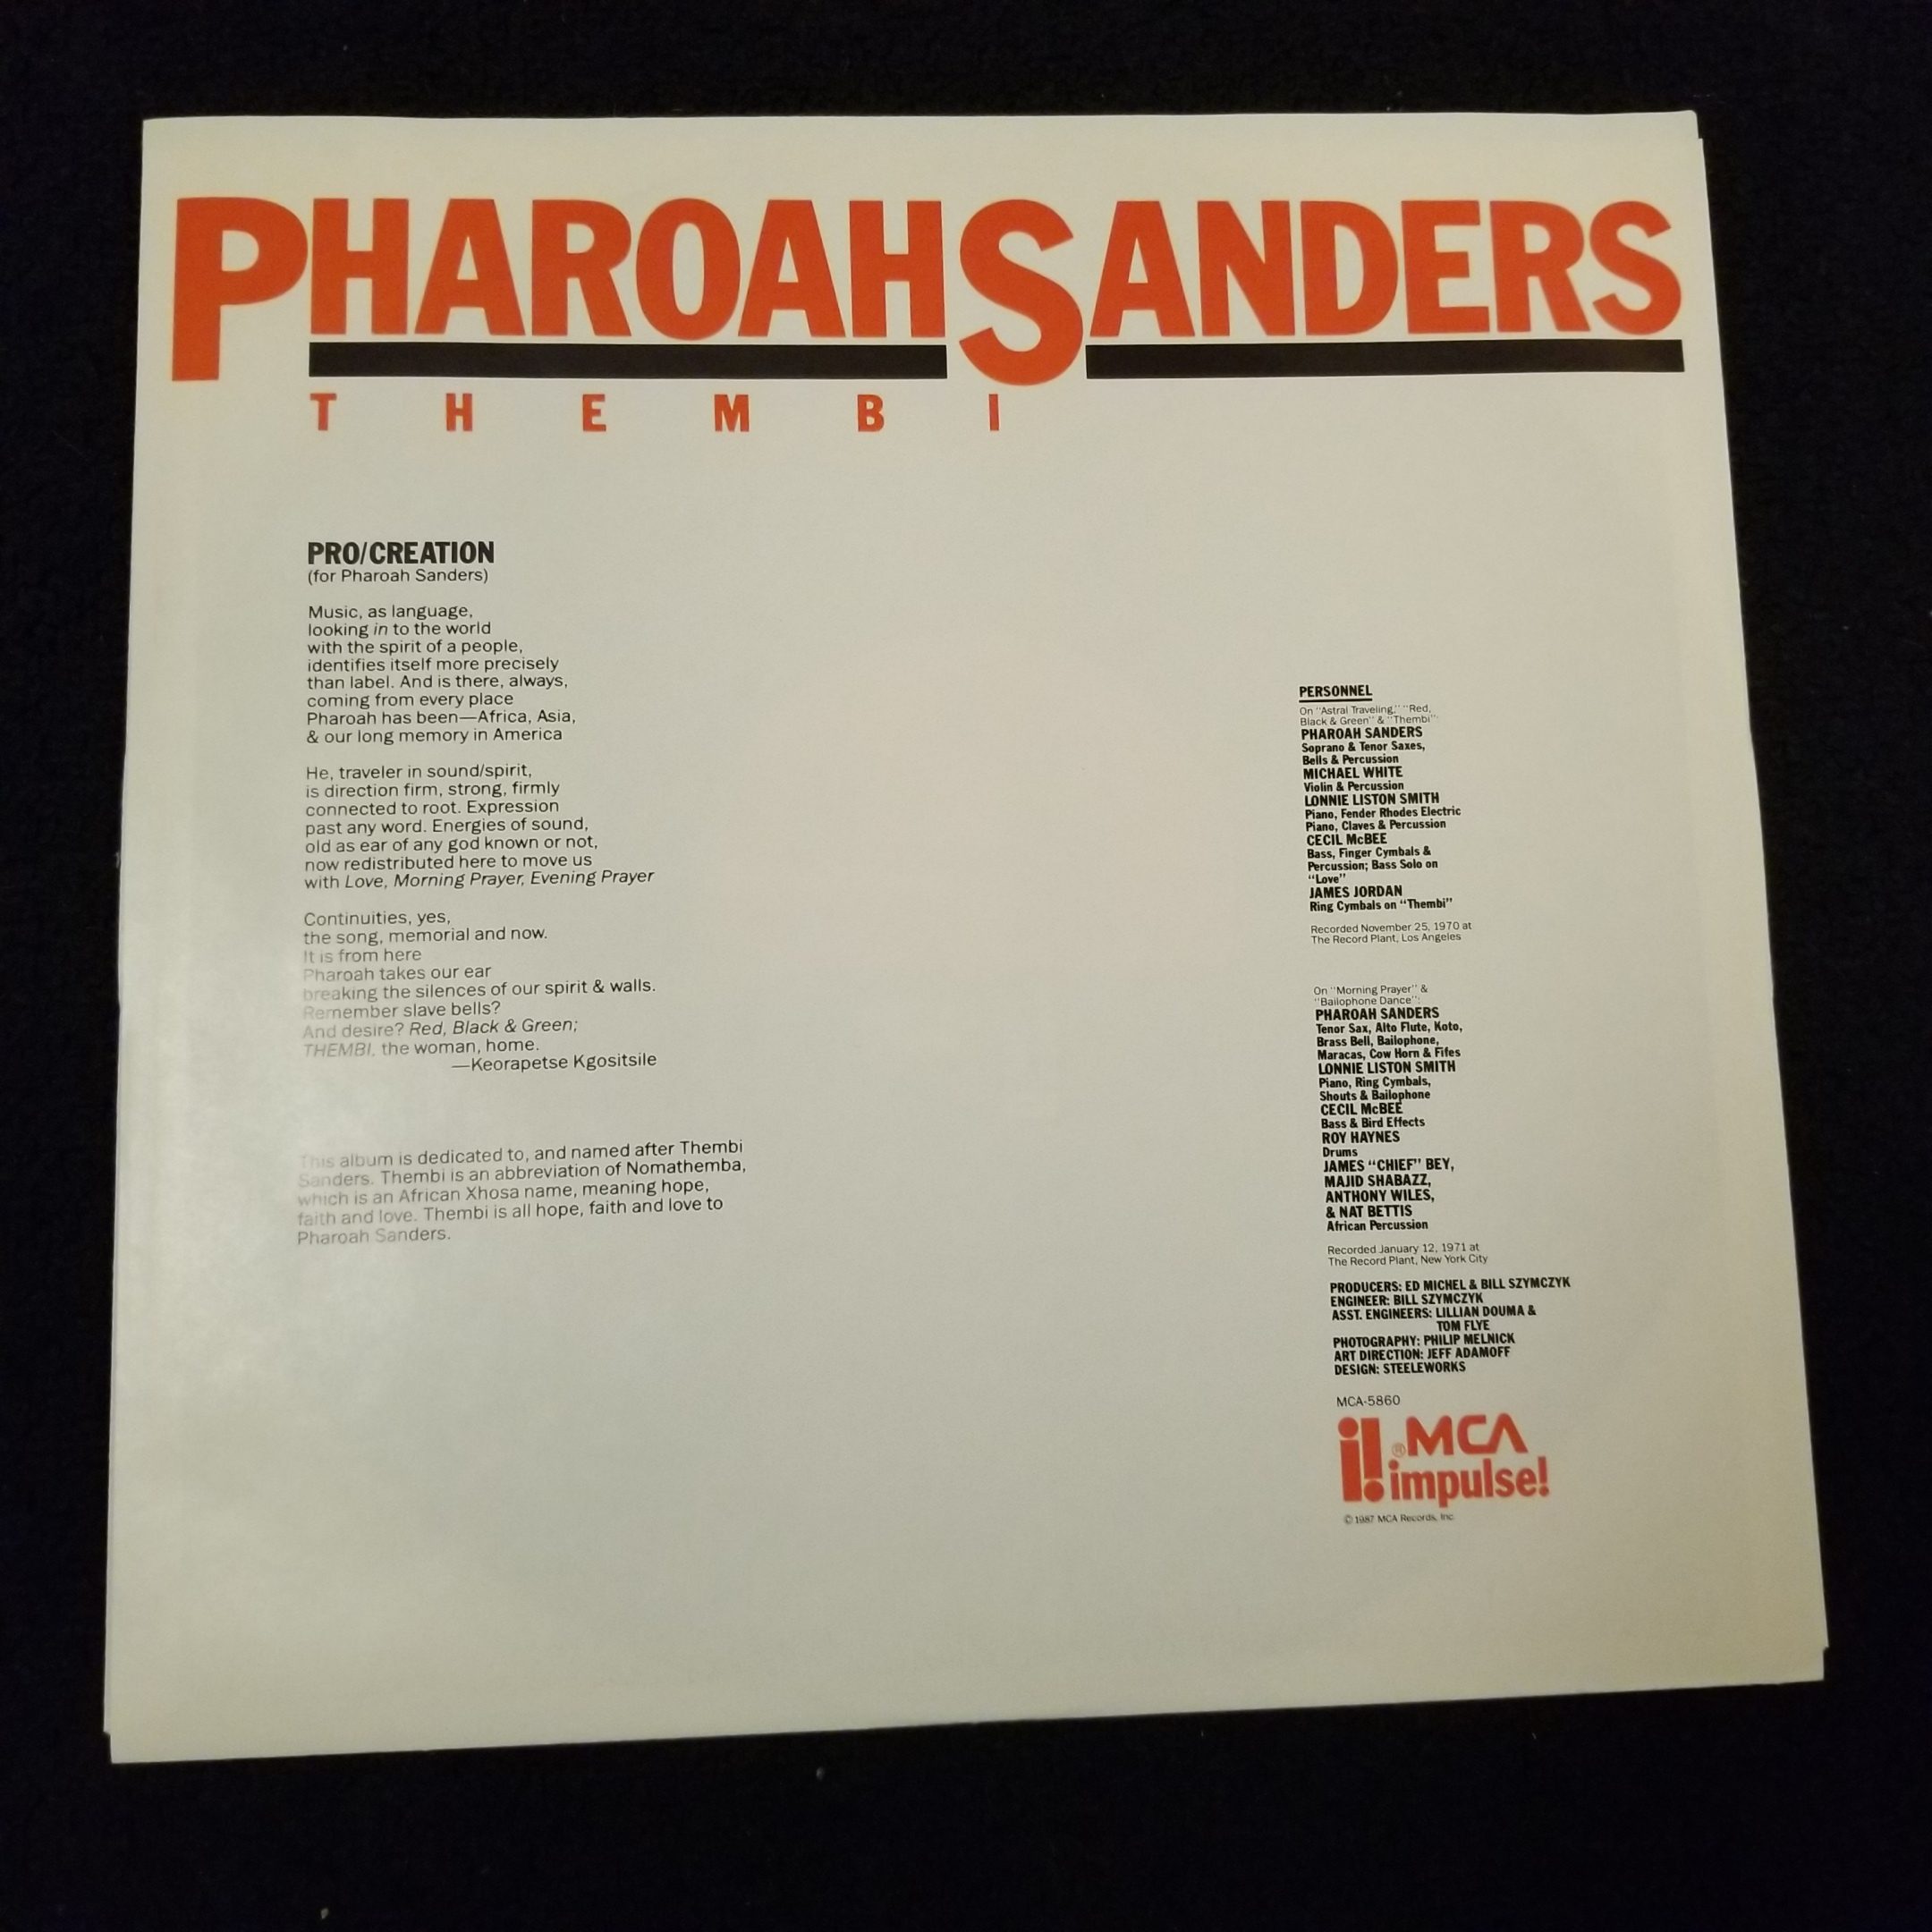 PHAROAH SANDERS
THEMBI
PRO/CREATION
(for Pharoah Sanders)
Music, as language,
looking in to the world
with the spirit of a people,
identifies itself more precisely
than label. And is there, always,
coming from every place
Pharoah has been—Africa, Asia,
& our long memory in America
He, traveler in sound/spirit,
is direction firm, strong, firmly
connected to root. Expression
past any word. Energies of sound,
old as ear of any god known or not,
now redistributed here to move us
with Love, Morning Prayer, Evening Prayer
Continuities, yes,
the song, memorial and now.
It is from here
Pharoah takes our ear
breaking the silences of our spirit & walls.
Remember slave bells?
And desire? Red, Black & Green;
THEMBI, the woman, home.
—Keorapetse Kgositsile
This album is dedicated to, and named after Thembi
Sanders. Thembi is an abbreviation of Nomathemba,
which is an African Xhosa name, meaning hope,
faith and love. Thembi is all hope, faith and love to
Pharoah Sanders.
PERSONNEL
On "Astral Traveling," "Red,
Black & Green" & "Thembi":
PHAROAH SANDERS
Soprano & Tenor Saxes,
Bells & Percussion
MICHAEL WHITE
Violin & Percussion
LONNIE LISTON SMITH
Piano, Fender Rhodes Electric
Piano, Claves & Percussion
CECIL McBEE
Bass, Finger Cymbals &
Percussion; Bass Solo on
"Love"
JAMES JORDAN
Ring Cymbals on "Thembi"
Recorded November 25, 1970 at
The Record Plant, Los Angeles
On "Morning Prayer" &
"Bailophone Dance":
PHAROAH SANDERS
Tenor Sax, Alto Flute, Koto,
Brass Bell, Bailophone,
Maracas, Cow Horn & Fifes
LONNIE LISTON SMITH
Piano, Ring Cymbals,
Shouts & Bailophone
CECIL McBEE
Bass & Bird Effects
ROY HAYNES
Drums
JAMES "CHIEF" BEY,
MAJID SHABAZZ,
ANTHONY WILES,
& NAT BETTIS
African Percussion
Recorded January 12, 1971 at
The Record Plant, New York City
PRODUCERS: ED MICHEL & BILL SZYMCZYK
ENGINEER: BILL SZYMCZYK
ASST. ENGINEERS: LILLIAN DOUMA &
TOM FLYE
PHOTOGRAPHY: PHILIP MELNICK
ART DIRECTION: JEFF ADAMOFF
DESIGN: STEELEWORKS
MCA-5860
i! ® MCA
impulse!
© 1987 MCA Records, Inc.